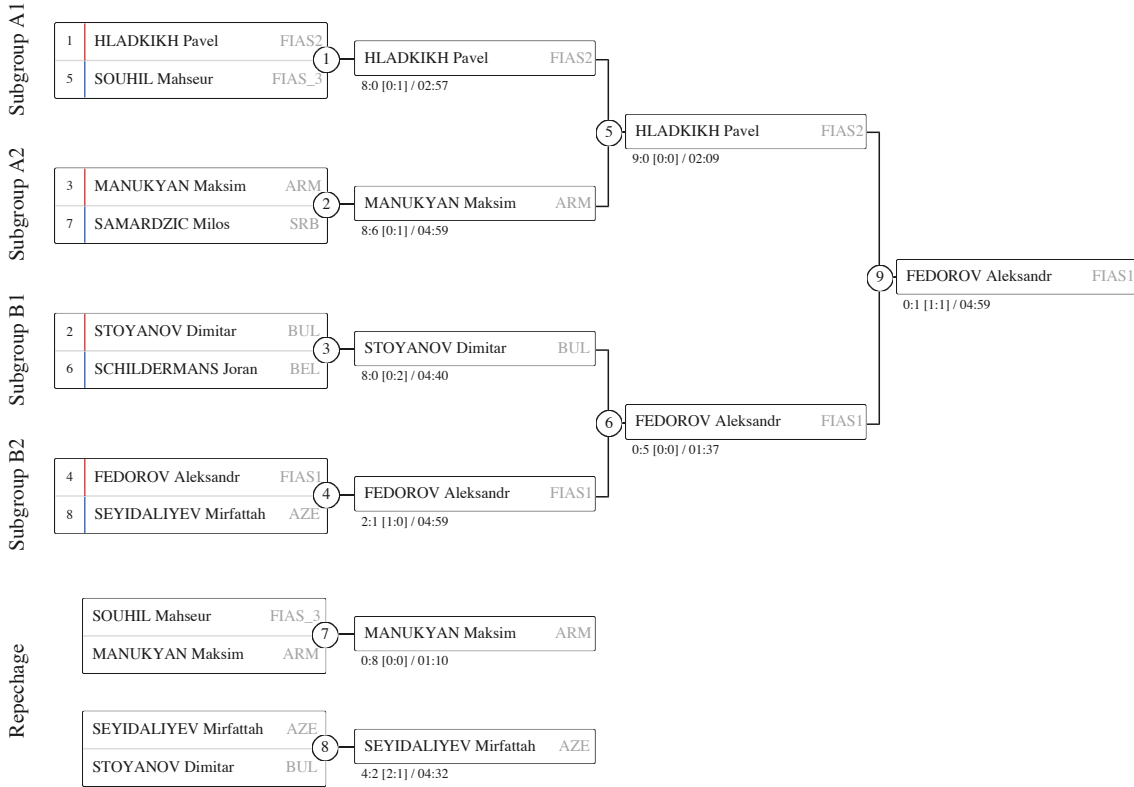 Subgroup A1
1 HLADKIKH Pavel FIAS2
5 SOUHIL Mahseur FIAS_3
1
HLADKIKH Pavel FIAS2
8:0 [0:1] / 02:57
Subgroup A2
3 MANUKYAN Maksim ARM
7 SAMARDZIC Milos SRB
2
MANUKYAN Maksim ARM
8:6 [0:1] / 04:59
5
HLADKIKH Pavel FIAS2
9:0 [0:0] / 02:09
Subgroup B1
2 STOYANOV Dimitar BUL
6 SCHILDERMANS Joran BEL
3
STOYANOV Dimitar BUL
8:0 [0:2] / 04:40
Subgroup B2
4 FEDOROV Aleksandr FIAS1
8 SEYIDALIYEV Mirfattah AZE
4
FEDOROV Aleksandr FIAS1
2:1 [1:0] / 04:59
6
FEDOROV Aleksandr FIAS1
0:5 [0:0] / 01:37
9
FEDOROV Aleksandr FIAS1
0:1 [1:1] / 04:59
Repechage
SOUHIL Mahseur FIAS_3
MANUKYAN Maksim ARM
7
MANUKYAN Maksim ARM
0:8 [0:0] / 01:10
SEYIDALIYEV Mirfattah AZE
STOYANOV Dimitar BUL
8
SEYIDALIYEV Mirfattah AZE
4:2 [2:1] / 04:32